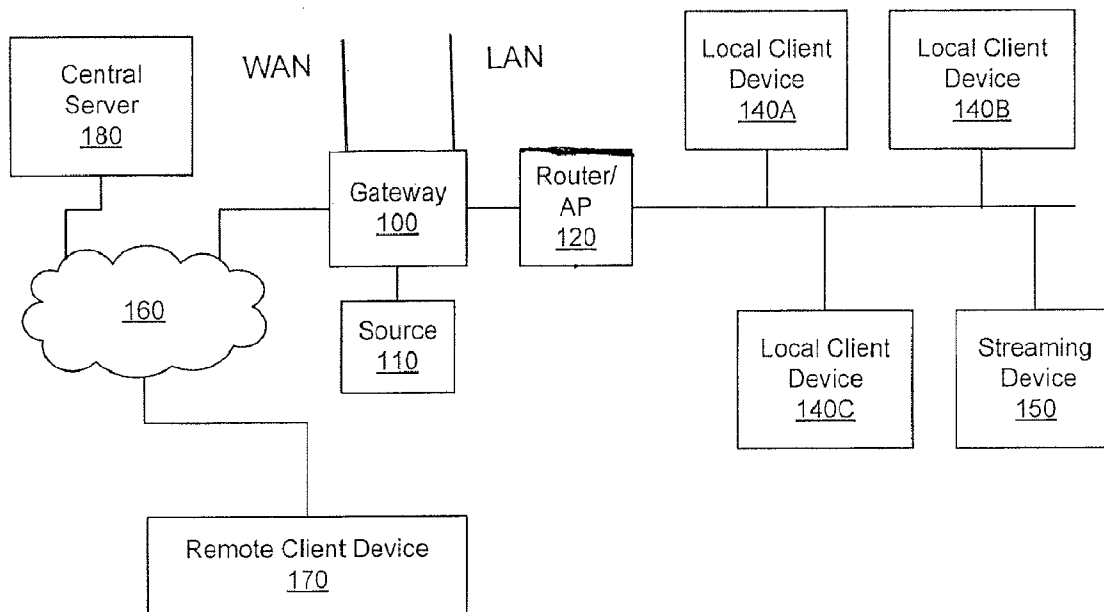 Central
Server
180
WAN
LAN
Local Client
Device
140A
Local Client
Device
140B
Gateway
100
Router/
AP
120
160
Source
110
Local Client
Device
140C
Streaming
Device
150
Remote Client Device
170